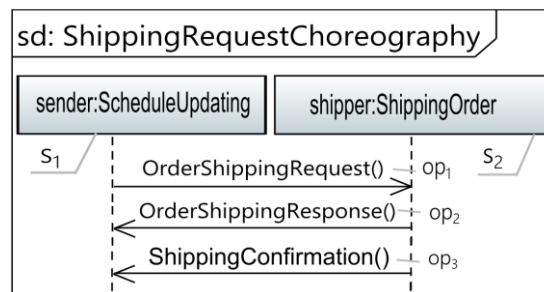 sd: ShippingRequestChoreography
sender:ScheduleUpdating
shipper:ShippingOrder
s₁
s₂
OrderShippingRequest()
op₁
OrderShippingResponse()
op₂
ShippingConfirmation()
op₃